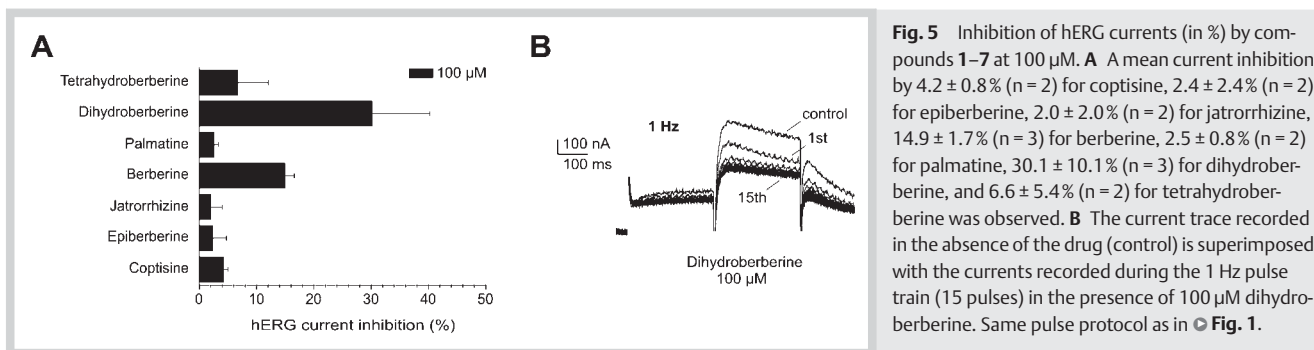 A
100 µM
Tetrahydroberberine
Dihydroberberine
Palmatine
Berberine
Jatrorrhizine
Epiberberine
Coptisine
0 10 20 30 40 50
hERG current inhibition (%)
B
1 Hz
100 nA
100 ms
control
1st
15th
Dihydroberberine
100 µM
Fig. 5 Inhibition of hERG currents (in %) by com-
pounds 1–7 at 100 µM. A A mean current inhibition
by 4.2 ± 0.8% (n = 2) for coptisine, 2.4 ± 2.4% (n = 2)
for epiberberine, 2.0 ± 2.0% (n = 2) for jatrorrhizine,
14.9 ± 1.7% (n = 3) for berberine, 2.5 ± 0.8% (n = 2)
for palmatine, 30.1 ± 10.1% (n = 3) for dihydrober-
berine, and 6.6 ± 5.4% (n = 2) for tetrahydrober-
berine was observed. B The current trace recorded
in the absence of the drug (control) is superimposed
with the currents recorded during the 1 Hz pulse
train (15 pulses) in the presence of 100 µM dihydro-
berberine. Same pulse protocol as in Fig. 1.